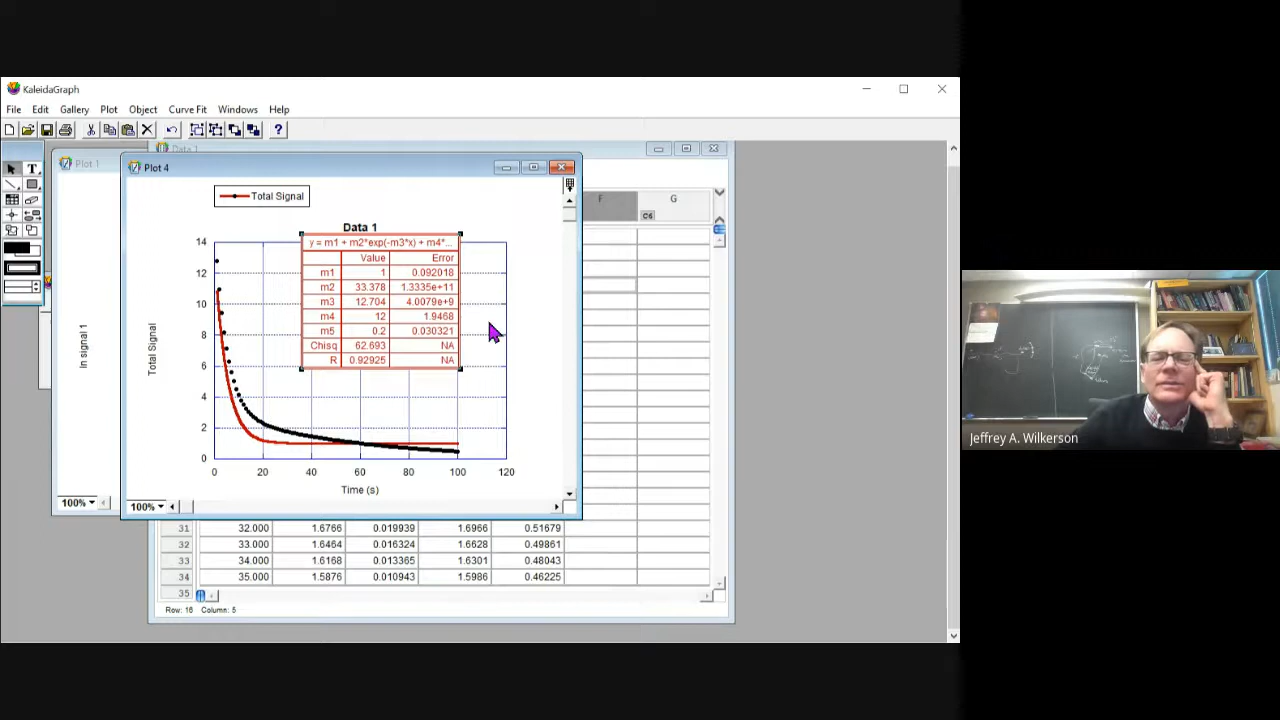 KaleidaGraph
File Edit Gallery Plot Object Curve Fit Windows Help
Data 1
Plot 1
Plot 4
T
Total Signal
F G
c6
Data 1
14
12
10
8
6
4
2
0
0 20 40 60 80 100 120
Time (s)
Total Signal
In signal 1
y = m1 + m2*exp(-m3*x) + m4*...
Value Error
m1 1 0.092018
m2 33.378 1.3335e+11
m3 12.704 4.0079e+9
m4 12 1.9468
m5 0.2 0.030321
Chisq 62.693 NA
R 0.92925 NA
100%
100%
31 32.000 1.6766 0.019939 1.6966 0.51679
32 33.000 1.6464 0.016324 1.6628 0.49861
33 34.000 1.6168 0.013365 1.6301 0.48043
34 35.000 1.5876 0.010943 1.5986 0.46225
35
Row: 16 Column: 5
Jeffrey A. Wilkerson